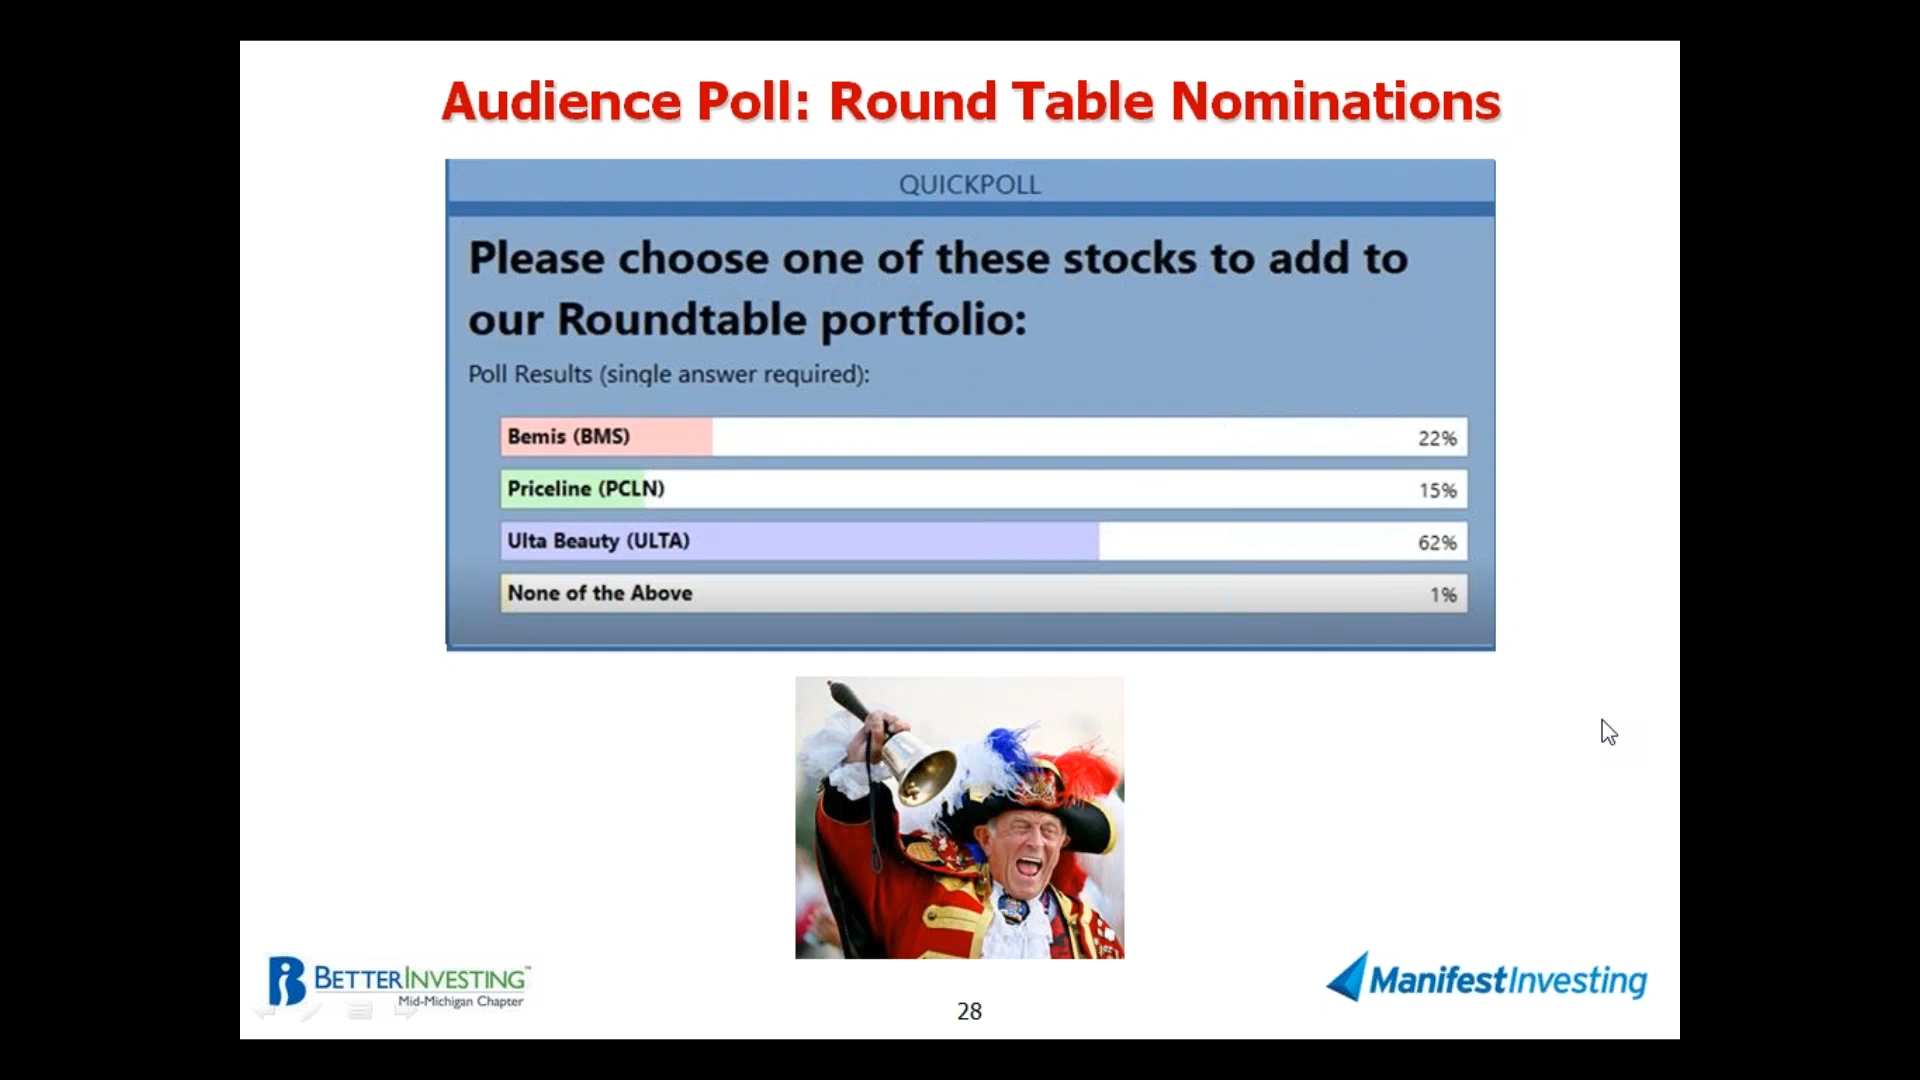 Audience Poll: Round Table Nominations
QUICKPOLL
Please choose one of these stocks to add to
our Roundtable portfolio:
Poll Results (single answer required):
Bemis (BMS) 22%
Priceline (PCLN) 15%
Ulta Beauty (ULTA) 62%
None of the Above 1%
BETTERINVESTING™
Mid-Michigan Chapter
28
ManifestInvesting